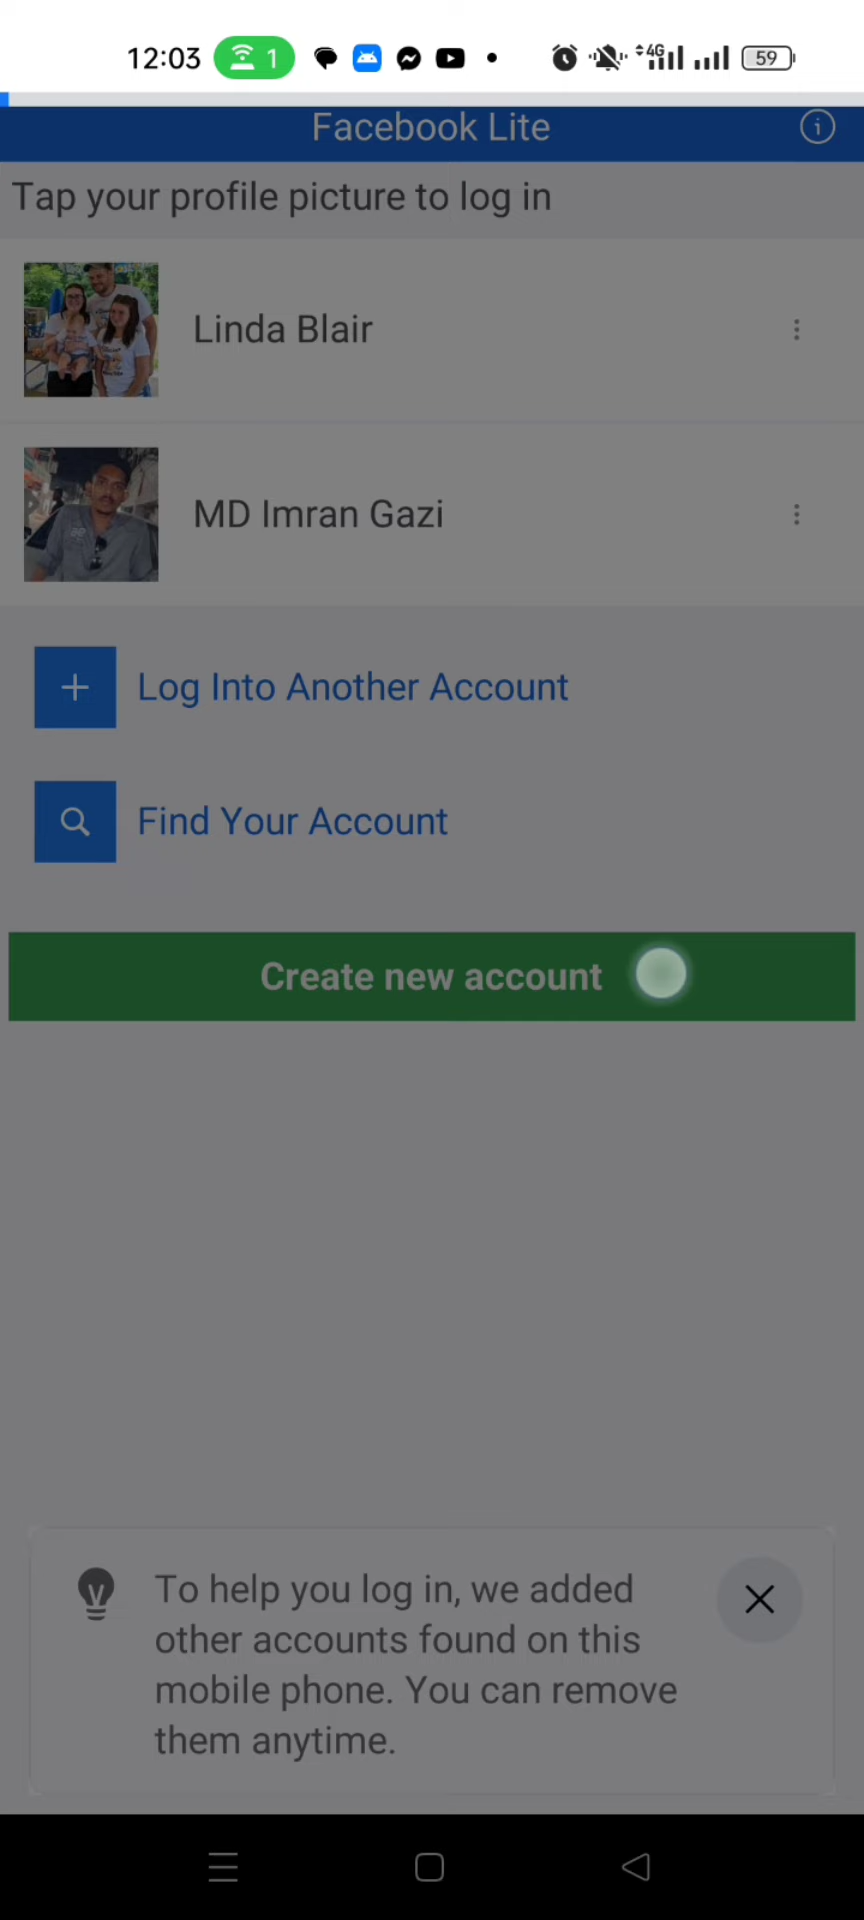 12:03 1 4G 59
Facebook Lite
Tap your profile picture to log in
Linda Blair
MD Imran Gazi
Log Into Another Account
Find Your Account
Create new account
To help you log in, we added
other accounts found on this
mobile phone. You can remove
them anytime.